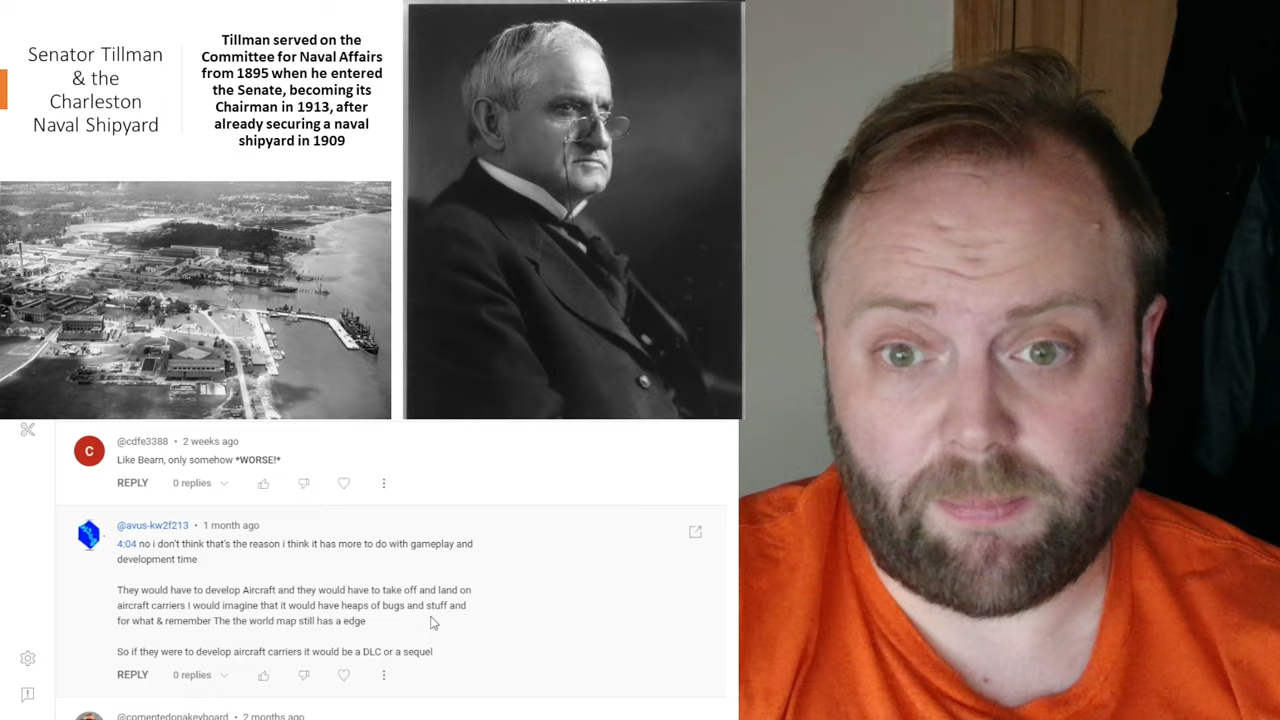 Senator Tillman
& the
Charleston
Naval Shipyard
Tillman served on the
Committee for Naval Affairs
from 1895 when he entered
the Senate, becoming its
Chairman in 1913, after
already securing a naval
shipyard in 1909
C
@cdfe3388 • 2 weeks ago
Like Bearn, only somehow *WORSE!*
REPLY 0 replies
@avus-kw2f213 • 1 month ago
4:04 no i don't think that's the reason i think it has more to do with gameplay and
development time
They would have to develop Aircraft and they would have to take off and land on
aircraft carriers I would imagine that it would have heaps of bugs and stuff and
for what & remember The the world map still has a edge
So if they were to develop aircraft carriers it would be a DLC or a sequel
REPLY 0 replies
@comentedonakeyboard • 2 months ago